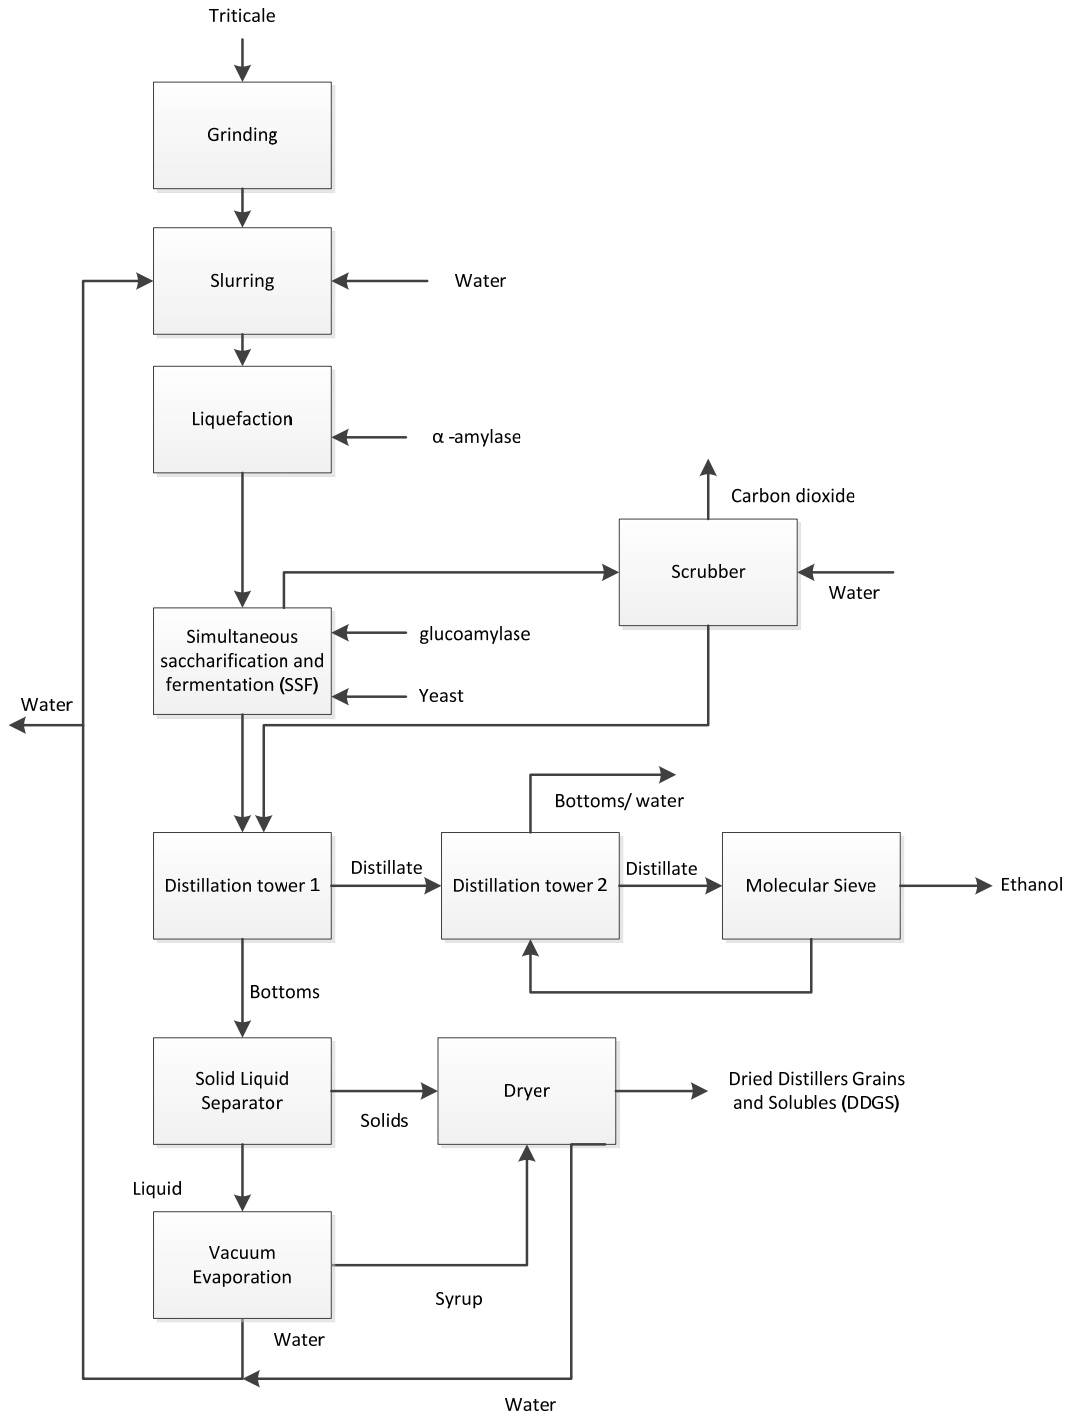 Triticale
Grinding
Slurring
Water
Liquefaction
α -amylase
Carbon dioxide
Scrubber
Water
Simultaneous
saccharification and
fermentation (SSF)
glucoamylase
Yeast
Water
Bottoms/ water
Distillation tower 1
Distillate
Distillation tower 2
Distillate
Molecular Sieve
Ethanol
Bottoms
Solid Liquid
Separator
Solids
Dryer
Dried Distillers Grains
and Solubles (DDGS)
Liquid
Vacuum
Evaporation
Syrup
Water
Water